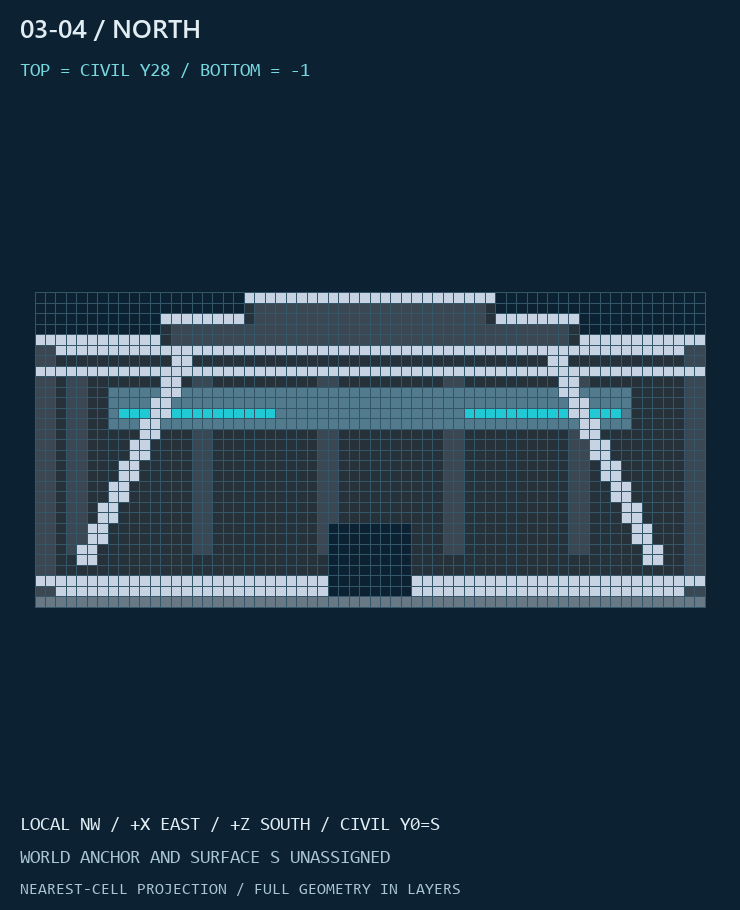 03-04 / NORTH
TOP = CIVIL Y28 / BOTTOM = -1
LOCAL NW / +X EAST / +Z SOUTH / CIVIL Y0=S
WORLD ANCHOR AND SURFACE S UNASSIGNED
NEAREST-CELL PROJECTION / FULL GEOMETRY IN LAYERS